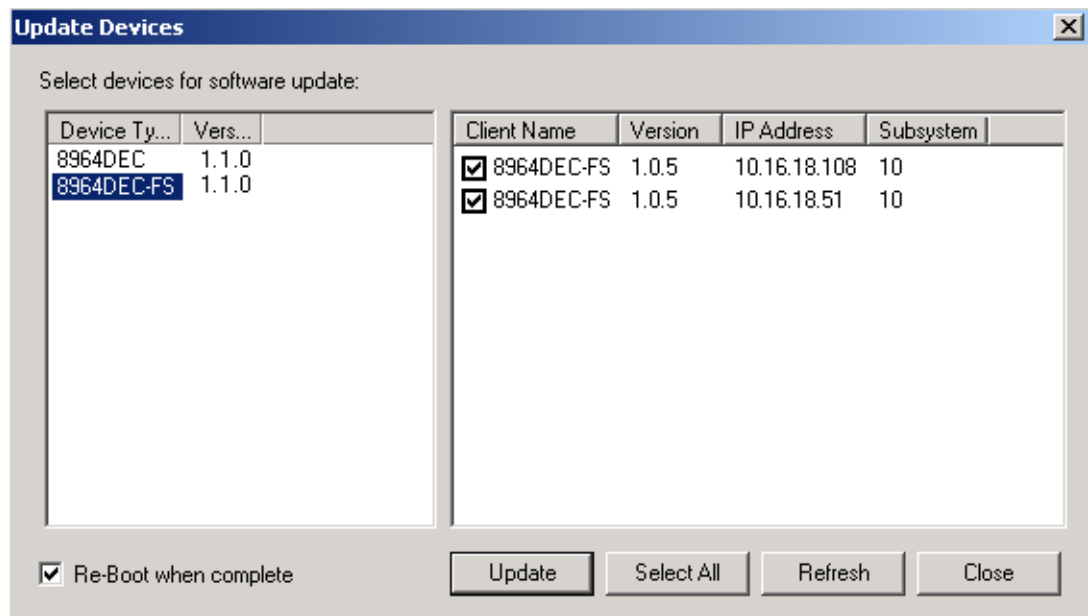 Update Devices
Select devices for software update:
Device Ty... Vers...
8964DEC 1.1.0
8964DEC-FS 1.1.0
Client Name Version IP Address Subsystem
8964DEC-FS 1.0.5 10.16.18.108 10
8964DEC-FS 1.0.5 10.16.18.51 10
Re-Boot when complete
Update Select All Refresh Close